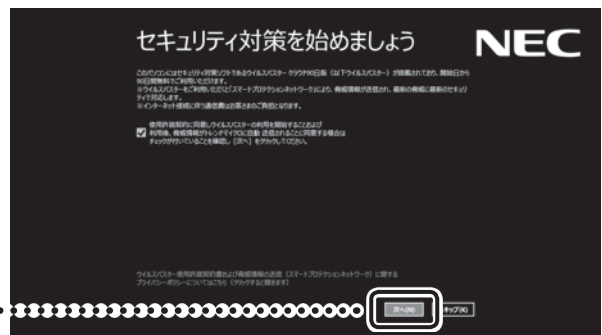 セキュリティ対策を始めましょう
NEC
このパソコンにはセキュリティ対策ソフトであるウイルスバスター クラウド90日版（以下ウイルスバスター）が搭載されており、開始日から
90日間無料でご利用いただけます。
※ウイルスバスターをご利用いただくと「スマートプロテクションネットワーク」により、脅威情報が送信され、最新の脅威に最新のセキュリ
ティで対応します。
※インターネット接続に伴う通信費はお客さまのご負担となります。
使用許諾契約に同意しウイルスバスターの利用を開始することおよび
利用後、脅威情報がトレンドマイクロに自動 送信されることに同意する場合は
チェックが付いていることを確認し［次へ］をクリックしてください。
ウイルスバスター使用許諾契約書および脅威情報の送信（スマートプロテクションネットワーク）に関する
プライバシーポリシーについてはこちら（クリックすると開きます）
次へ(N)
キップ(K)